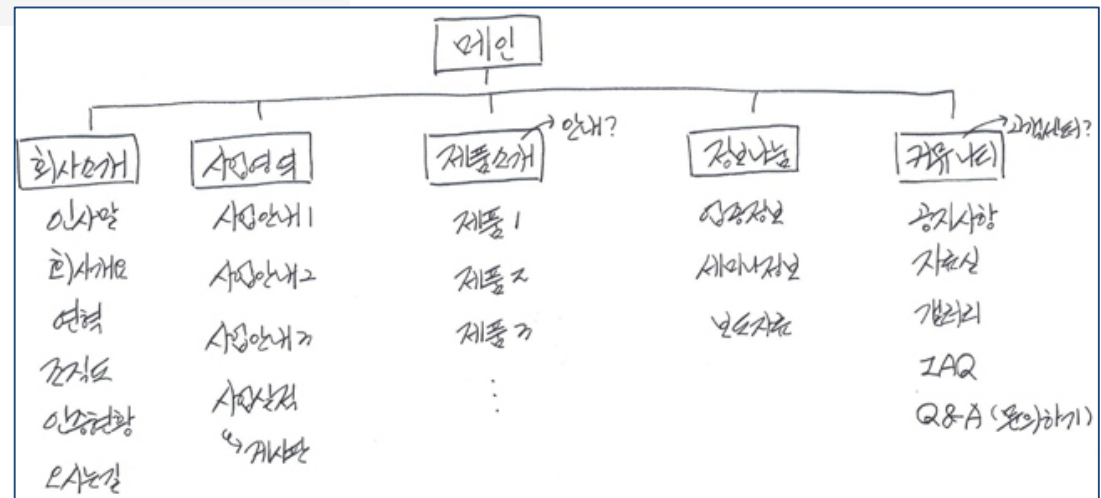 메인
회사소개
인사말
회사개요
연혁
조직도
인증현황
오시는길
사업영역
사업안내1
사업안내2
사업안내3
사업실적
↳ 게시판
제품소개 → 안내?
제품 1
제품 2
제품 3
⋮
정보나눔
업종정보
세미나정보
보도자료
커뮤니티 → 고객센터?
공지사항
자료실
갤러리
FAQ
Q&A (문의하기)